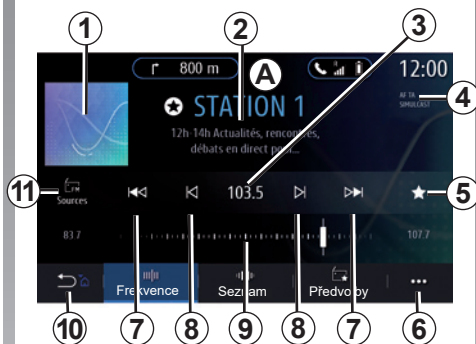 1
2
3
800 m
A
12:00
STATION 1
AF TA
SIMULCAST
4
12h-14h Actualités, rencontres,
débats en direct pour...
11
FM
Sources
103.5
5
83.7
107.7
Frekvence
Seznam
Předvolby
10
7
8
9
8
7
6